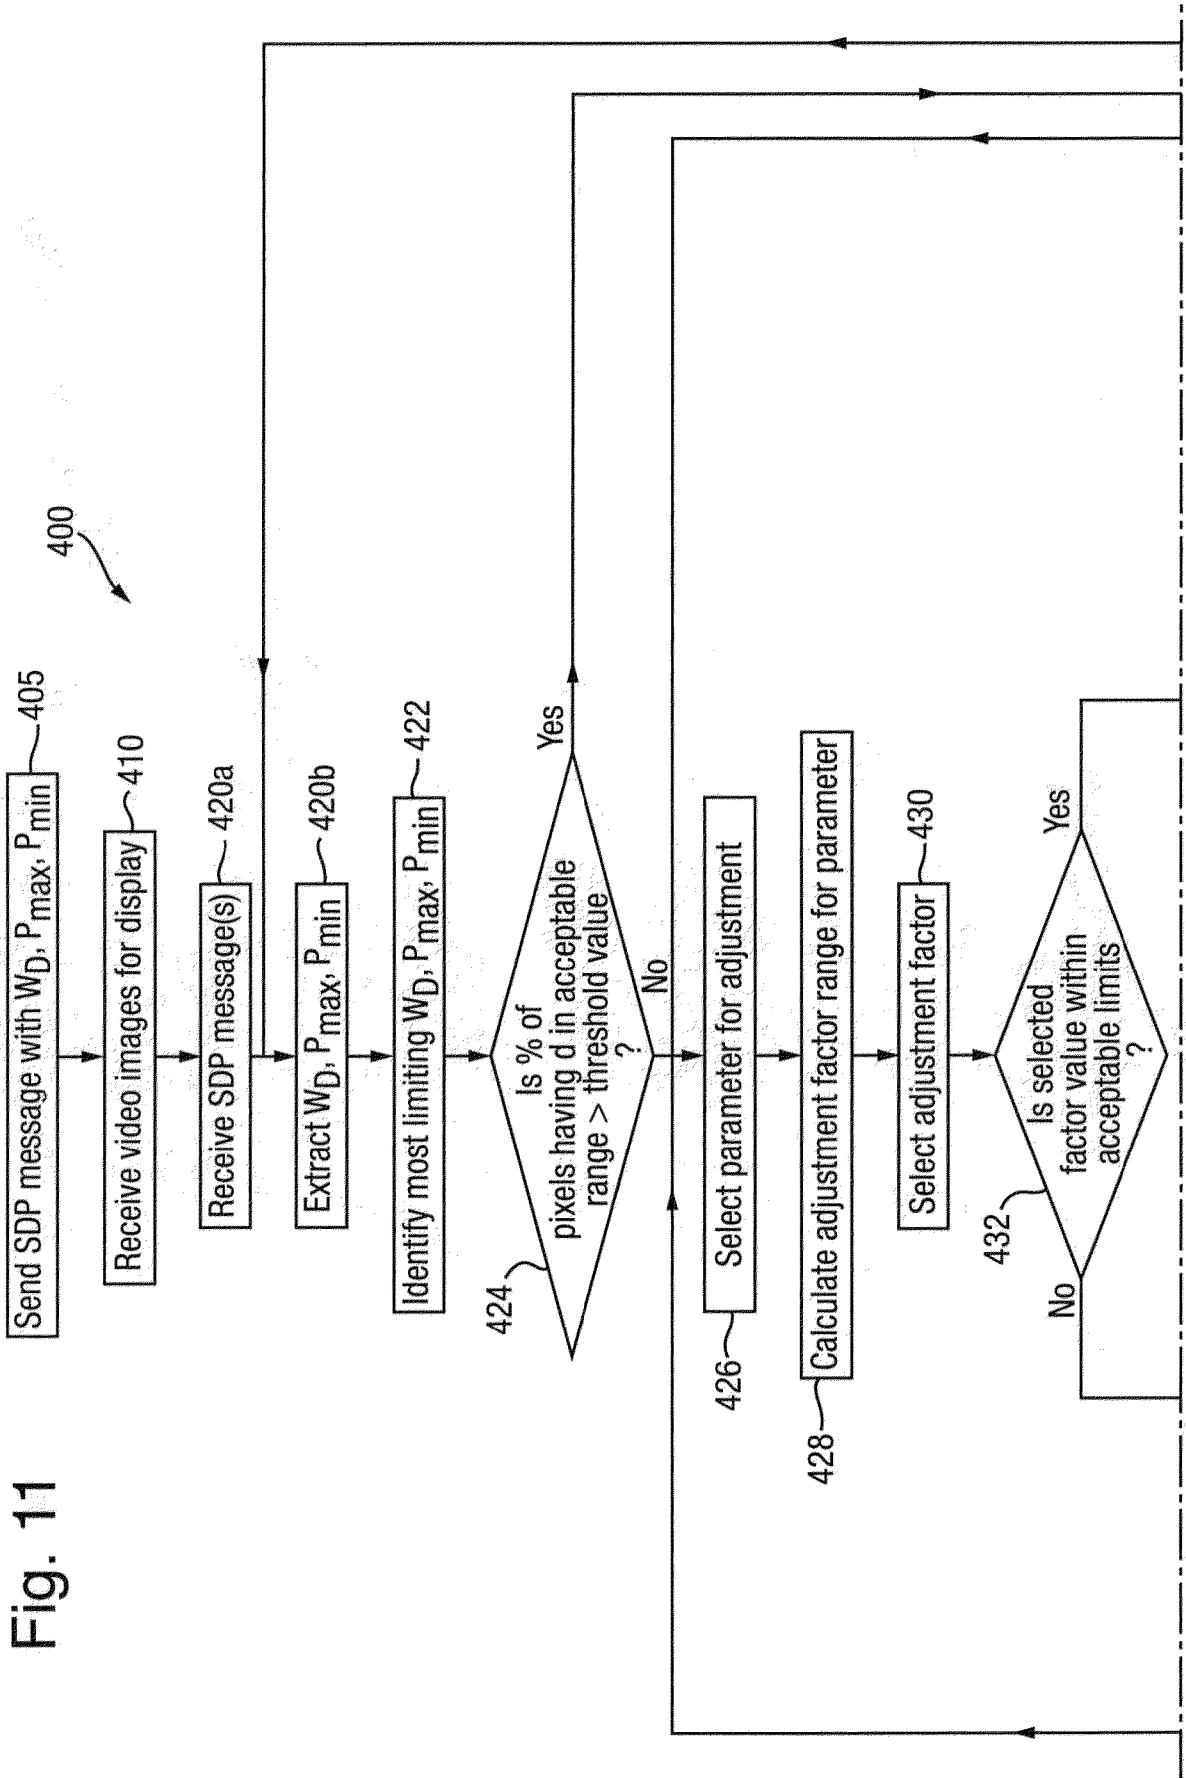 Fig. 11
400
Send SDP message with W_D, P_max, P_min
405
Receive video images for display
410
Receive SDP message(s)
420a
Extract W_D, P_max, P_min
420b
Identify most limiting W_D, P_max, P_min
422
Is % of
pixels having d in acceptable
range > threshold value
?
424
Yes
No
Select parameter for adjustment
426
Calculate adjustment factor range for parameter
428
Select adjustment factor
430
Is selected
factor value within
acceptable limits
?
432
No
Yes